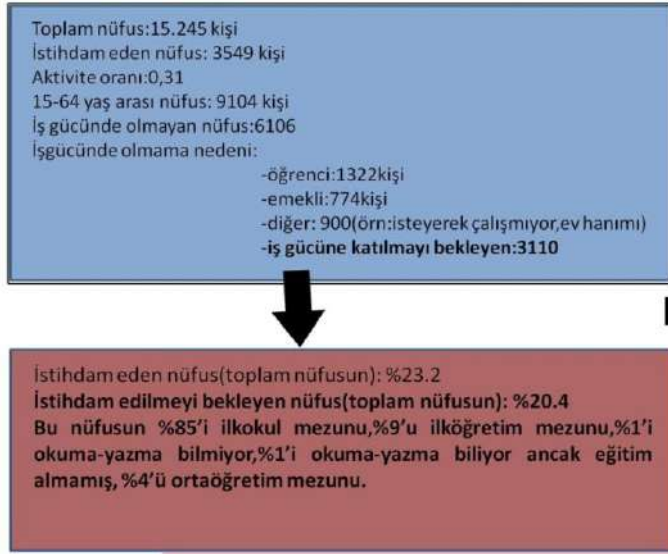 Toplam nüfus:15.245 kişi
İstihdam eden nüfus: 3549 kişi
Aktivite oranı:0,31
15-64 yaş arası nüfus: 9104 kişi
İş gücünde olmayan nüfus:6106
İşgücünde olmama nedeni:
-öğrenci:1322kişi
-emekli:774kişi
-diğer: 900(örn:isteyerek çalışmıyor,ev hanımı)
-iş gücüne katılmayı bekleyen:3110
İstihdam eden nüfus(toplam nüfusun): %23.2
İstihdam edilmeyi bekleyen nüfus(toplam nüfusun): %20.4
Bu nüfusun %85'i ilkokul mezunu,%9'u ilköğretim mezunu,%1'i
okuma-yazma bilmiyor,%1'i okuma-yazma biliyor ancak eğitim
almamış, %4'ü ortaöğretim mezunu.